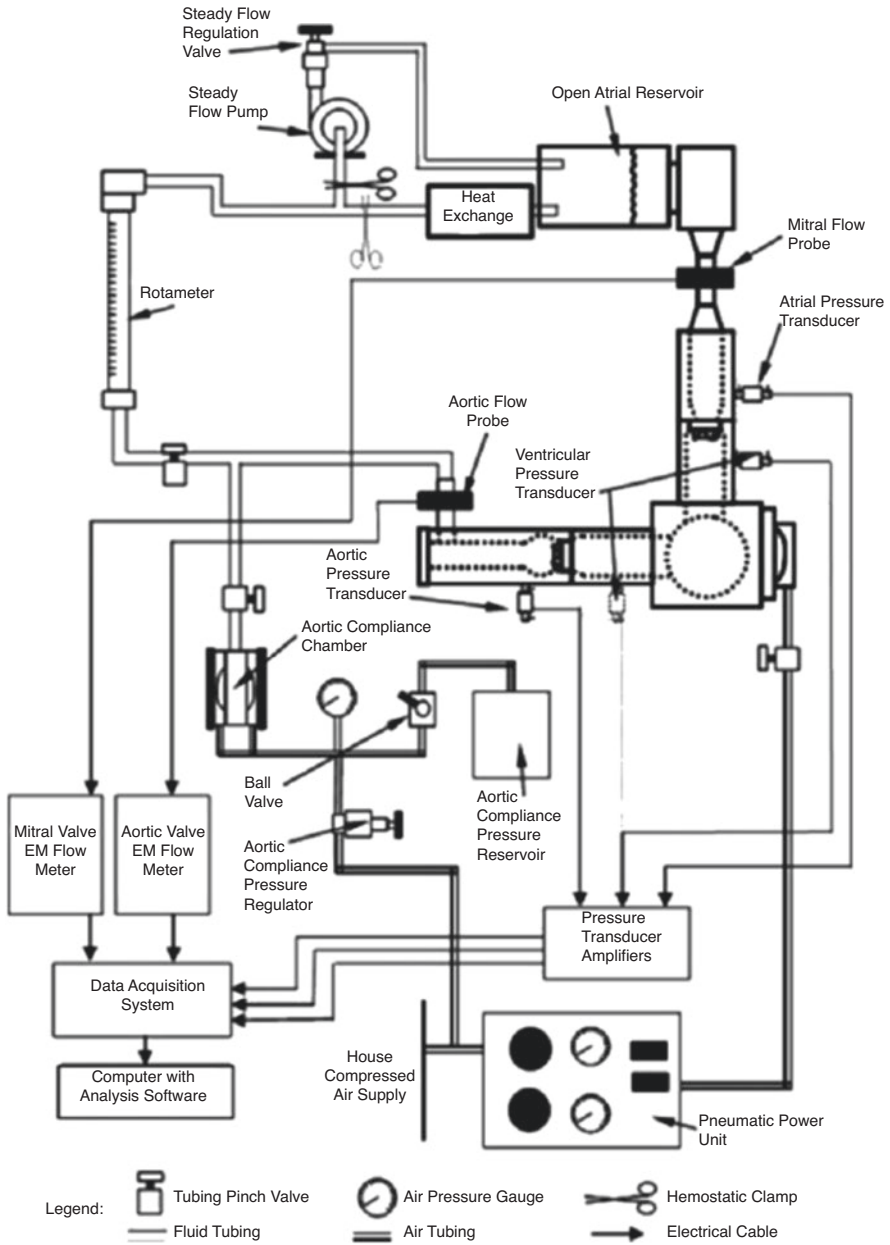 Steady Flow
Regulation
Valve
Steady
Flow Pump
Open Atrial Reservoir
Heat
Exchange
Mitral Flow
Probe
Rotameter
Atrial Pressure
Transducer
Aortic Flow
Probe
Ventricular
Pressure
Transducer
Aortic
Pressure
Transducer
Aortic Compliance
Chamber
Ball
Valve
Aortic
Compliance
Pressure
Reservoir
Aortic
Compliance
Pressure
Regulator
Mitral Valve
EM Flow
Meter
Aortic Valve
EM Flow
Meter
Pressure
Transducer
Amplifiers
Data Acquisition
System
Computer with
Analysis Software
House
Compressed
Air Supply
Pneumatic Power
Unit
Legend:
Tubing Pinch Valve
Air Pressure Gauge
Hemostatic Clamp
Fluid Tubing
Air Tubing
Electrical Cable